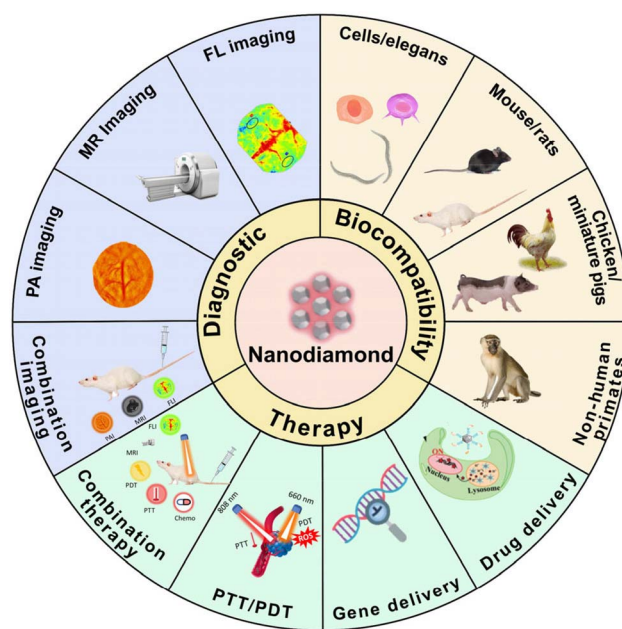 FL imaging
Cells/elegans
MR Imaging
Mouse/rats
PA imaging
Chicken/
miniature pigs
Diagnostic
Biocompatibility
Nanodiamond
Therapy
Combination
imaging
PAI
MRI
FLI
Non-human
primates
Combination
therapy
FLI
MRI
PDT
PTT
Chemo
808 nm
660 nm
PTT
PDT
ROS
PTT/PDT
Gene delivery
Nucleus
Lysosome
Drug delivery